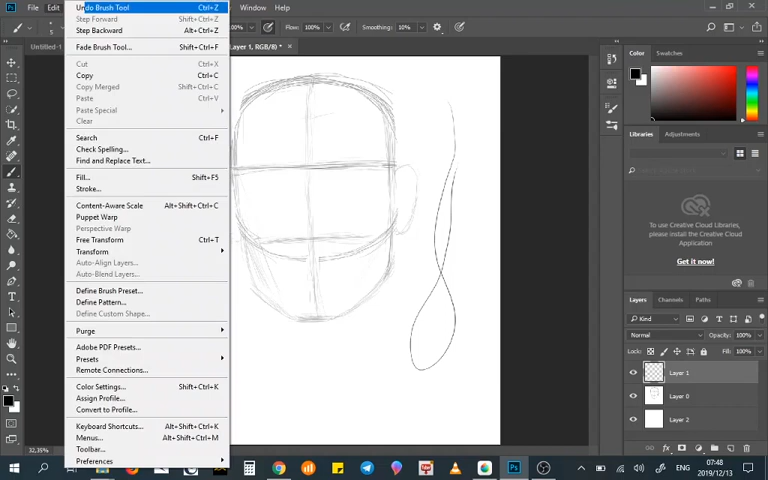 File Edit Window
Flow: 100% Smoothing: 10%
Untitled-1 Layer 1, RGB/8) * ×
Undo Brush Tool Ctrl+Z
Step Forward Shift+Ctrl+Z
Step Backward Alt+Ctrl+Z
Fade Brush Tool... Shift+Ctrl+F
Cut Ctrl+X
Copy Ctrl+C
Copy Merged Shift+Ctrl+C
Paste Ctrl+V
Paste Special
Clear
Search Ctrl+F
Check Spelling...
Find and Replace Text...
Fill... Shift+F5
Stroke...
Content-Aware Scale Alt+Shift+Ctrl+C
Puppet Warp
Perspective Warp
Free Transform Ctrl+T
Transform
Auto-Align Layers...
Auto-Blend Layers...
Define Brush Preset...
Define Pattern...
Define Custom Shape...
Purge
Adobe PDF Presets...
Presets
Remote Connections...
Color Settings... Shift+Ctrl+K
Assign Profile...
Convert to Profile...
Keyboard Shortcuts... Alt+Shift+Ctrl+K
Menus... Alt+Shift+Ctrl+M
Toolbar...
Preferences
32,35%
Color Swatches
Libraries Adjustments
To use Creative Cloud Libraries,
please install the Creative Cloud
Application
Get it now!
Layers Channels Paths
Kind
Normal Opacity: 100%
Lock: Fill: 100%
Layer 1
Layer 0
Layer 2
Ps
ENG
07:48
2019/12/13